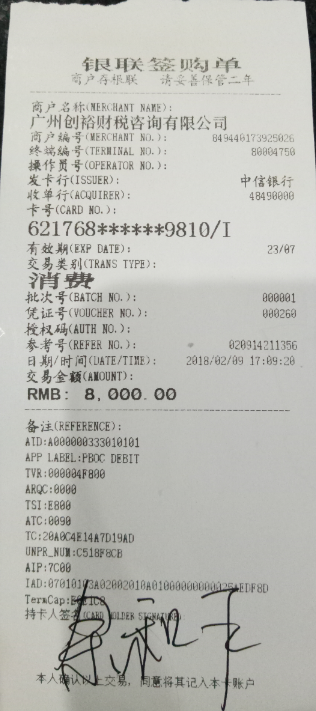 银联签购单
商户存根联 请妥善保管二年
商户名称(MERCHANT NAME):
广州创裕财税咨询有限公司
商户编号(MERCHANT NO.): 849440173925026
终端编号(TERMINAL NO.): 80004750
操作员号(OPERATOR NO.):
发卡行(ISSUER): 中信银行
收单行(ACQUIRER): 48490000
卡号(CARD NO.):
621768******9810/I
有效期(EXP DATE): 23/07
交易类别(TRANS TYPE):
消费
批次号(BATCH NO.): 000001
凭证号(VOUCHER NO.): 000260
授权码(AUTH NO.):
参考号(REFER NO.): 020914211356
日期/时间(DATE/TIME): 2018/02/09 17:09:20
交易金额(AMOUNT):
RMB: 8,000.00
备注(REFERENCE):
AID:A000000333010101
APP LABEL:PBOC DEBIT
TVR:000004F800
ARQC:0000
TSI:E800
ATC:0090
TC:20A0C4E14A7D19AD
UNPR_NUM:C518F8CB
AIP:7C00
TermCap:
持卡人签名(CARD HOLDER SIGNATURE)
本人确认以上交易，同意将其记入本卡账户